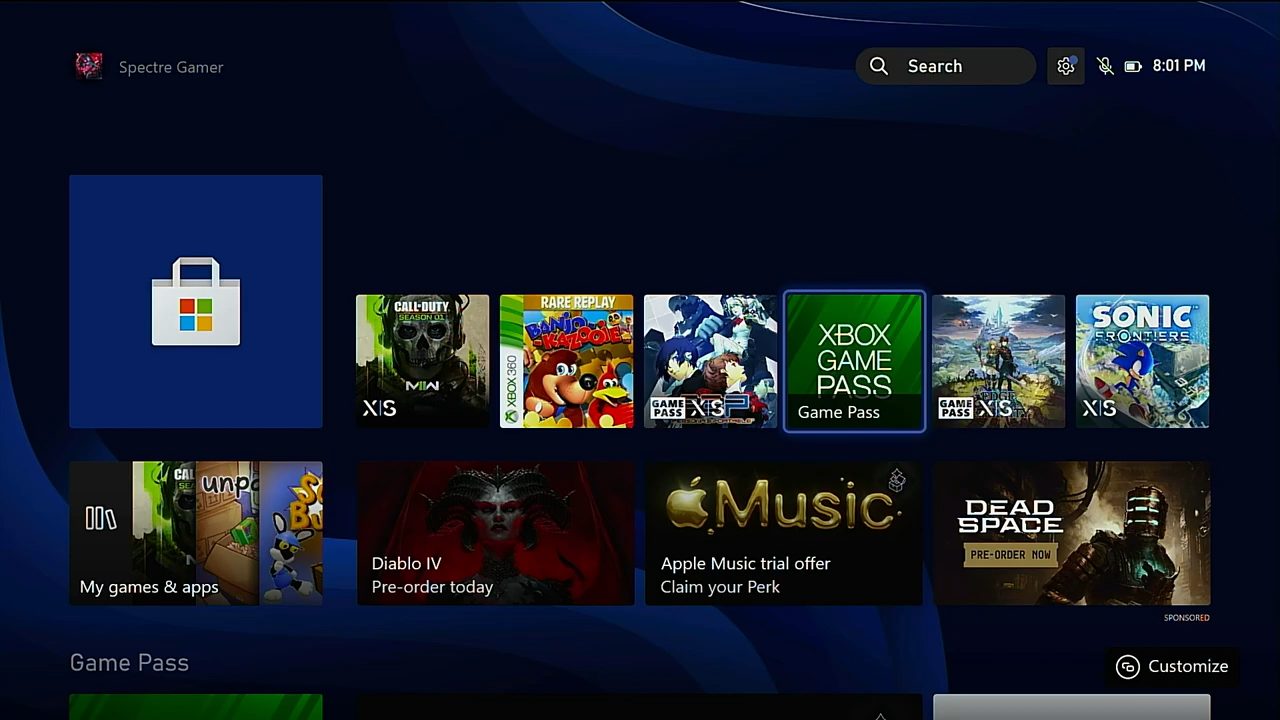 Spectre Gamer
Search
8:01 PM
CALL OF DUTY
SEASON 01
MWII
X|S
RARE REPLAY
BANJO
KAZOOIE
XBOX 360
GAME
PASS
X|S
XBOX
GAME
PASS
Game Pass
GAME
PASS
X|S
SONIC
FRONTIERS
X|S
My games & apps
Diablo IV
Pre-order today
Music
Apple Music trial offer
Claim your Perk
DEAD
SPACE
PRE-ORDER NOW
SPONSORED
Game Pass
Customize